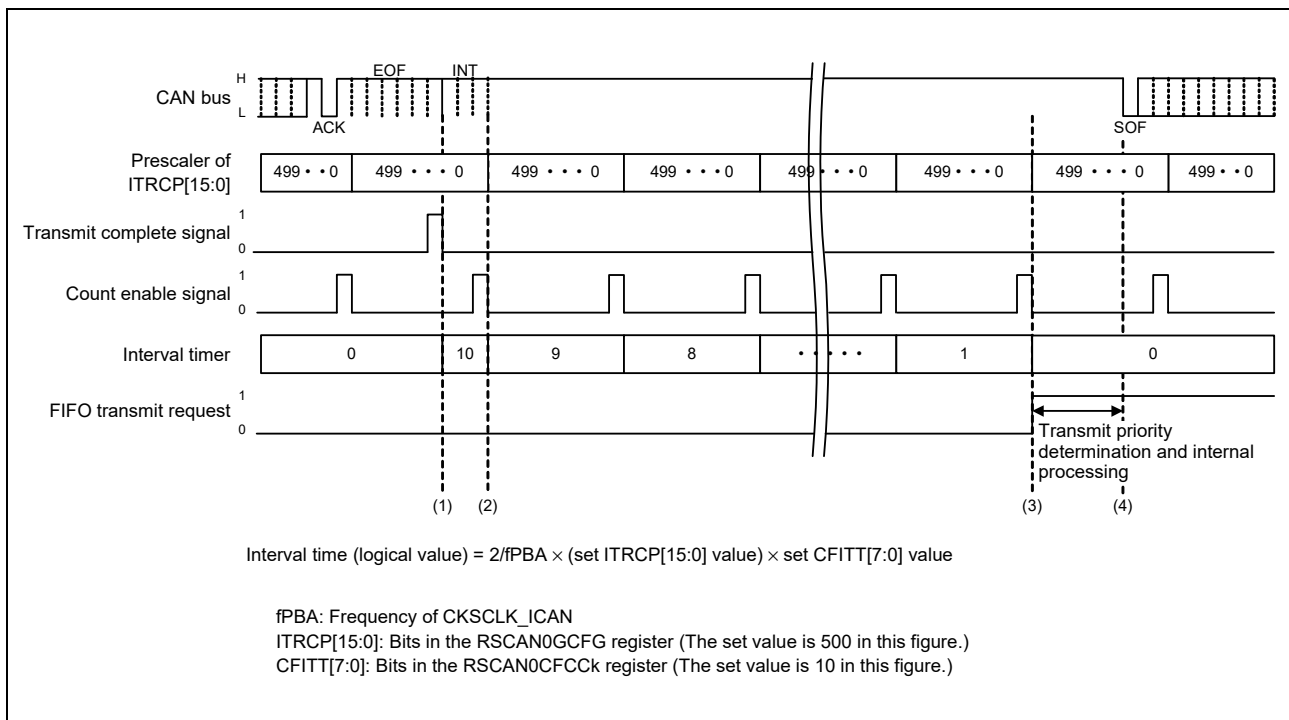 H EOF INT
CAN bus
L
ACK SOF
Prescaler of
ITRCP[15:0]
499 • • 0 499 • • • 0 499 • • • 0 499 • • • 0 499 • • • 0 499 • • • 0 499 • • • 0 499 • • 0
1
Transmit complete signal
0
1
Count enable signal
0
Interval timer 0 10 9 8 • • • • • 1 0
1
FIFO transmit request
0
Transmit priority
determination and internal
processing
(1) (2) (3) (4)
Interval time (logical value) = 2/fPBA × (set ITRCP[15:0] value) × set CFITT[7:0] value
fPBA: Frequency of CKSCLK_ICAN
ITRCP[15:0]: Bits in the RSCAN0GCFG register (The set value is 500 in this figure.)
CFITT[7:0]: Bits in the RSCAN0CFCCk register (The set value is 10 in this figure.)